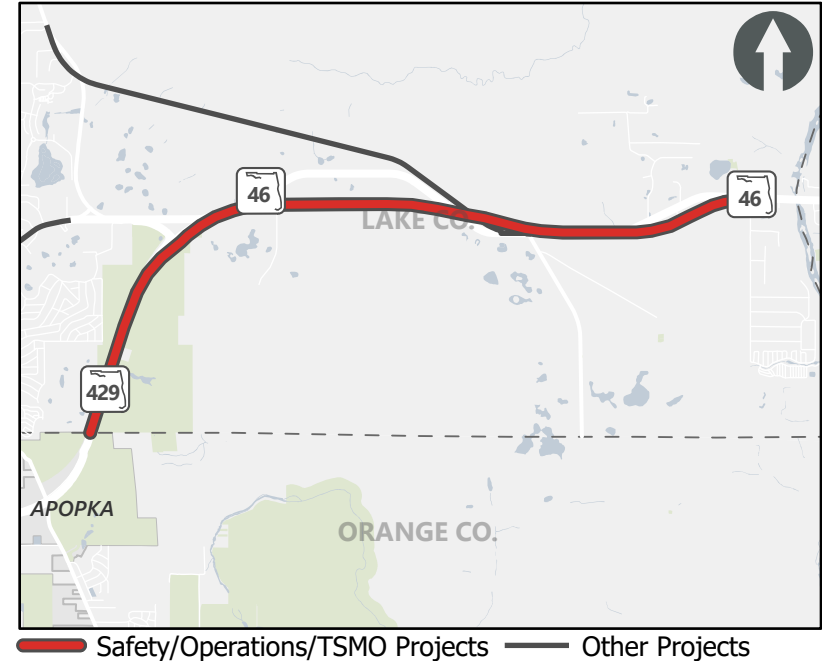 46
46
LAKE CO.
429
APOPKA
ORANGE CO.
Safety/Operations/TSMO Projects
Other Projects